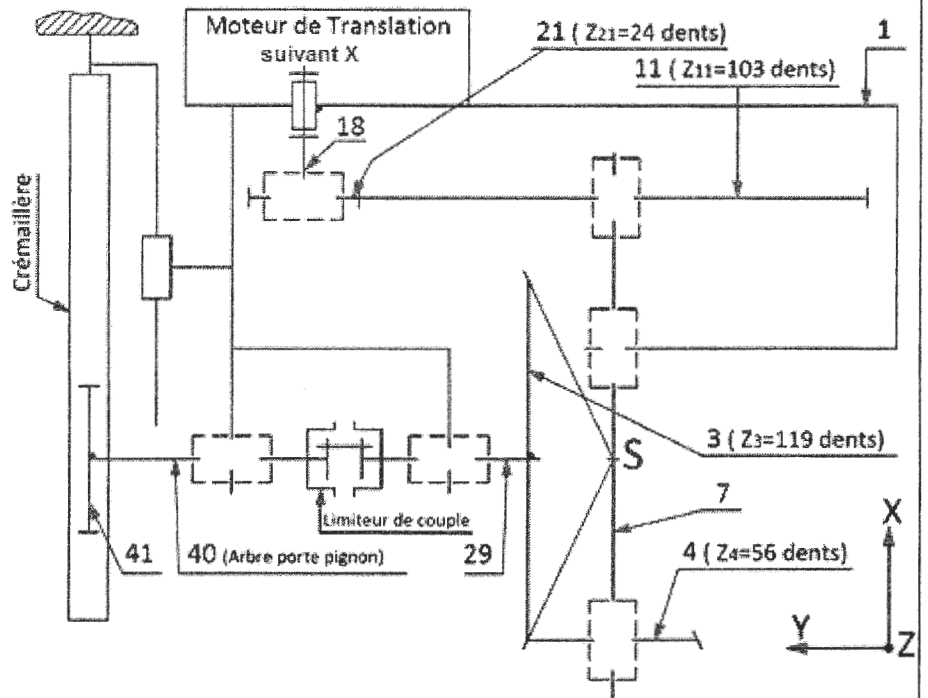 Moteur de Translation
suivant X
21 ( Z21=24 dents)
1
11 ( Z11=103 dents)
18
Crémaillère
3 ( Z3=119 dents)
S
Limiteur de couple
7
X
41
40 (Arbre porte pignon)
29
4 ( Z4=56 dents)
Y
Z